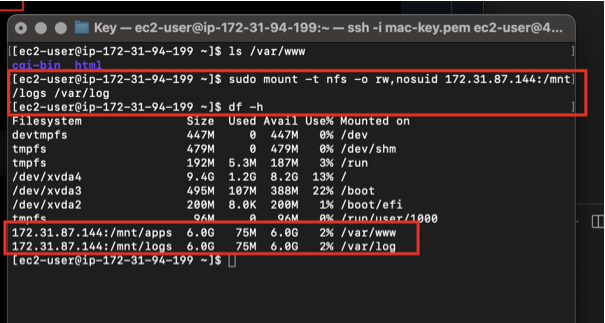 Key — ec2-user@ip-172-31-94-199:~ — ssh -i mac-key.pem ec2-user@4...
[[ec2-user@ip-172-31-94-199 ~]$ ls /var/www ]
cgi-bin html
[[ec2-user@ip-172-31-94-199 ~]$ sudo mount -t nfs -o rw,nosuid 172.31.87.144:/mnt]
/logs /var/log
[[ec2-user@ip-172-31-94-199 ~]$ df -h ]
Filesystem Size Used Avail Use% Mounted on
devtmpfs 447M 0 447M 0% /dev
tmpfs 479M 0 479M 0% /dev/shm
tmpfs 192M 5.3M 187M 3% /run
/dev/xvda4 9.4G 1.2G 8.2G 13% /
/dev/xvda3 495M 107M 388M 22% /boot
/dev/xvda2 200M 8.0K 200M 1% /boot/efi
tmpfs 96M 0 96M 0% /run/user/1000
172.31.87.144:/mnt/apps 6.0G 75M 6.0G 2% /var/www
172.31.87.144:/mnt/logs 6.0G 75M 6.0G 2% /var/log
[ec2-user@ip-172-31-94-199 ~]$